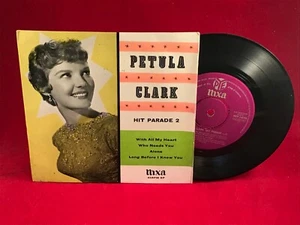 PETULA
CLARK
HIT PARADE 2
With All My Heart
Who Needs You
Alone
Long Before I Knew You
nixa
PYE
nixa